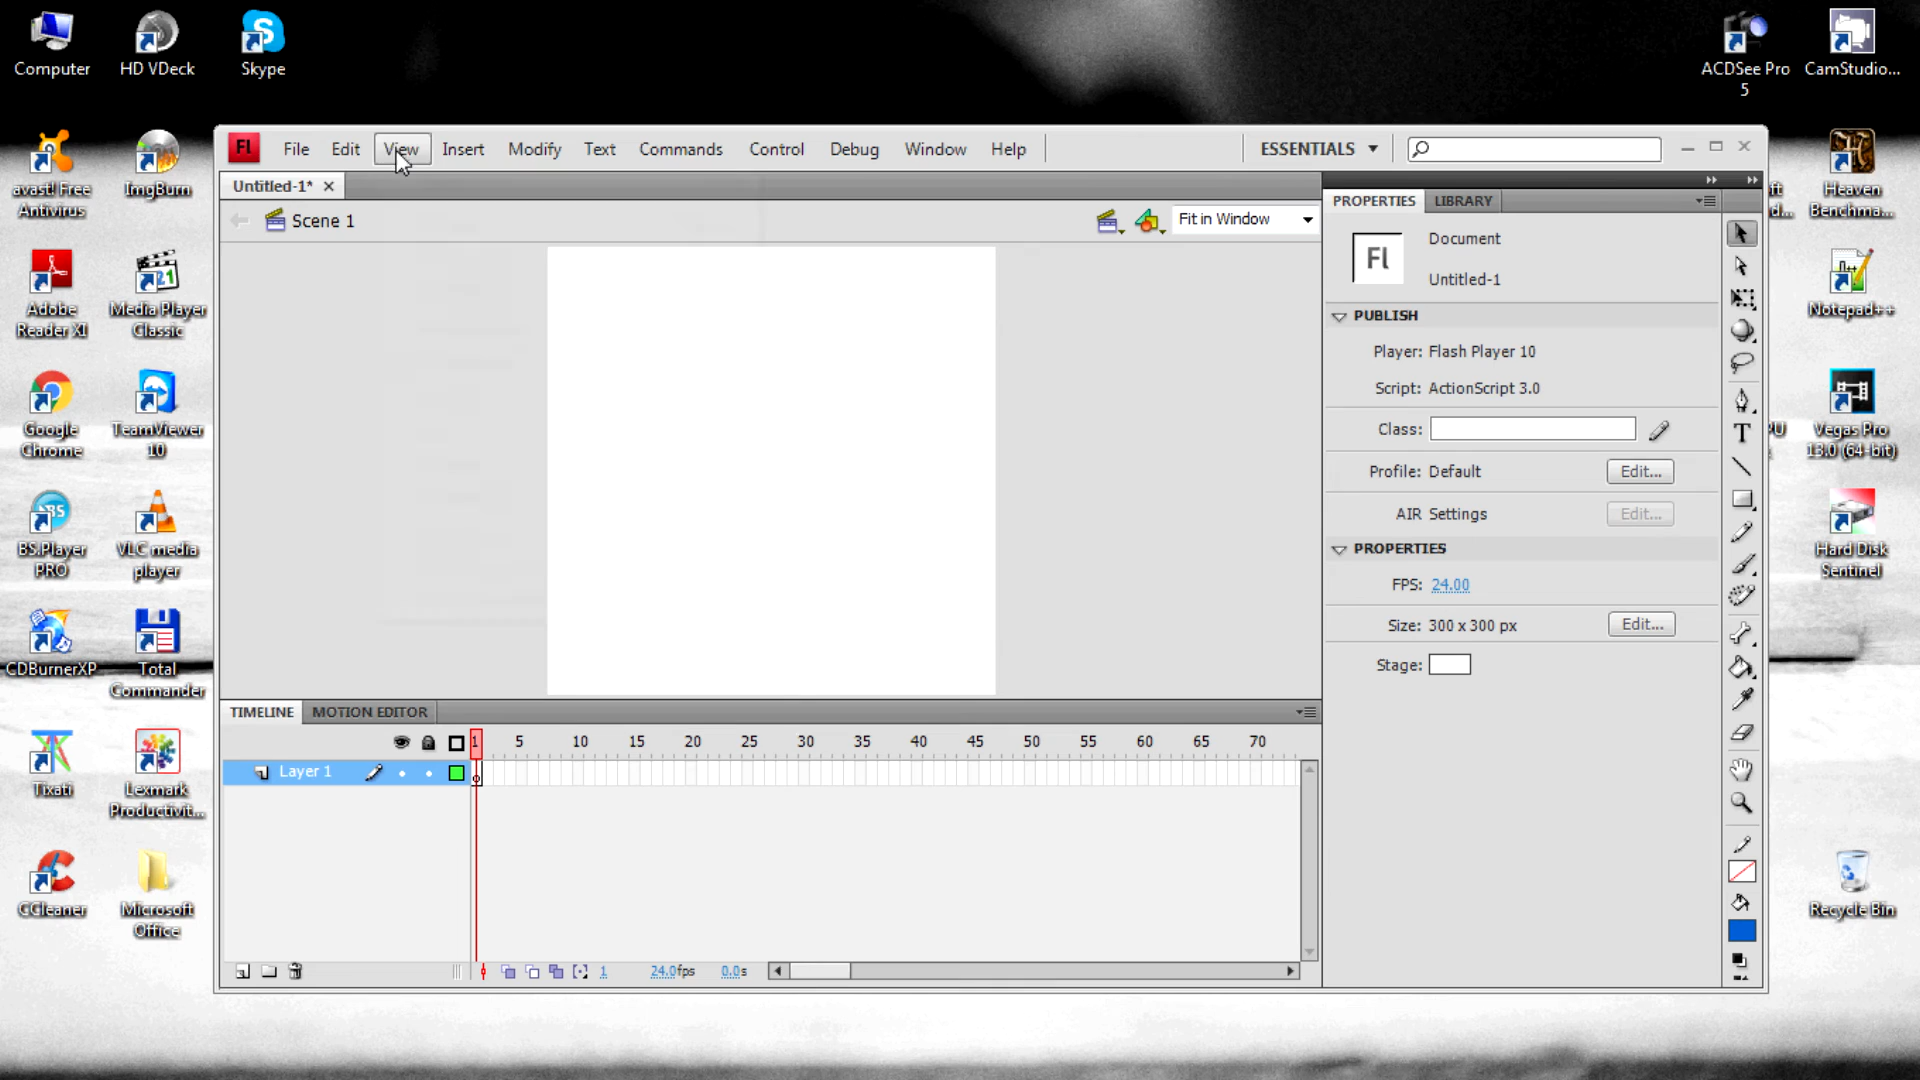 Computer
HD VDeck
Skype
ACDSee Pro
5
CamStudio...
avast! Free
Antivirus
ImgBurn
Heaven
Benchma...
Adobe
Reader XI
Media Player
Classic
Notepad++
Google
Chrome
TeamViewer
10
Vegas Pro
13.0 (64-bit)
BS.Player
PRO
VLC media
player
Hard Disk
Sentinel
CDBurnerXP
Total
Commander
Tixati
Lexmark
Productivit...
CCleaner
Microsoft
Office
Recycle Bin
Fl File Edit View Insert Modify Text Commands Control Debug Window Help ESSENTIALS
Untitled-1*
Scene 1
Fit in Window
PROPERTIES LIBRARY
Fl
Document
Untitled-1
PUBLISH
Player: Flash Player 10
Script: ActionScript 3.0
Class:
Profile: Default Edit...
AIR Settings Edit...
PROPERTIES
FPS: 24.00
Size: 300 x 300 px Edit...
Stage:
T
TIMELINE MOTION EDITOR
1 5 10 15 20 25 30 35 40 45 50 55 60 65 70
Layer 1
1 24.0fps 0.0s